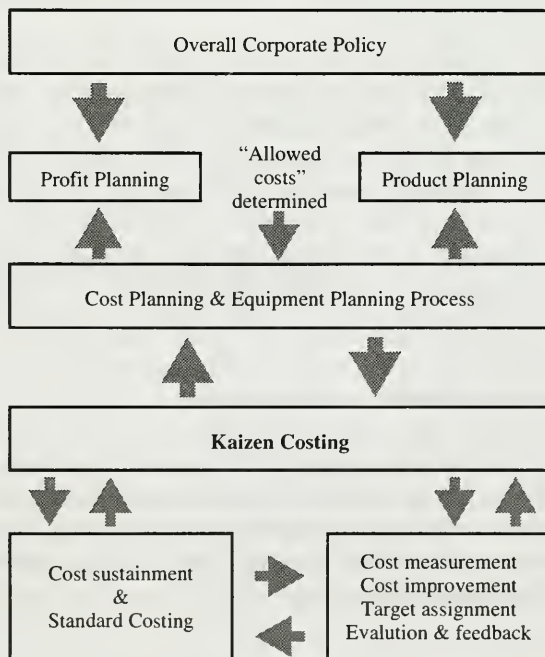 Overall Corporate Policy
Profit Planning
“Allowed
costs”
determined
Product Planning
Cost Planning & Equipment Planning Process
Kaizen Costing
Cost sustainment
&
Standard Costing
Cost measurement
Cost improvement
Target assignment
Evalution & feedback